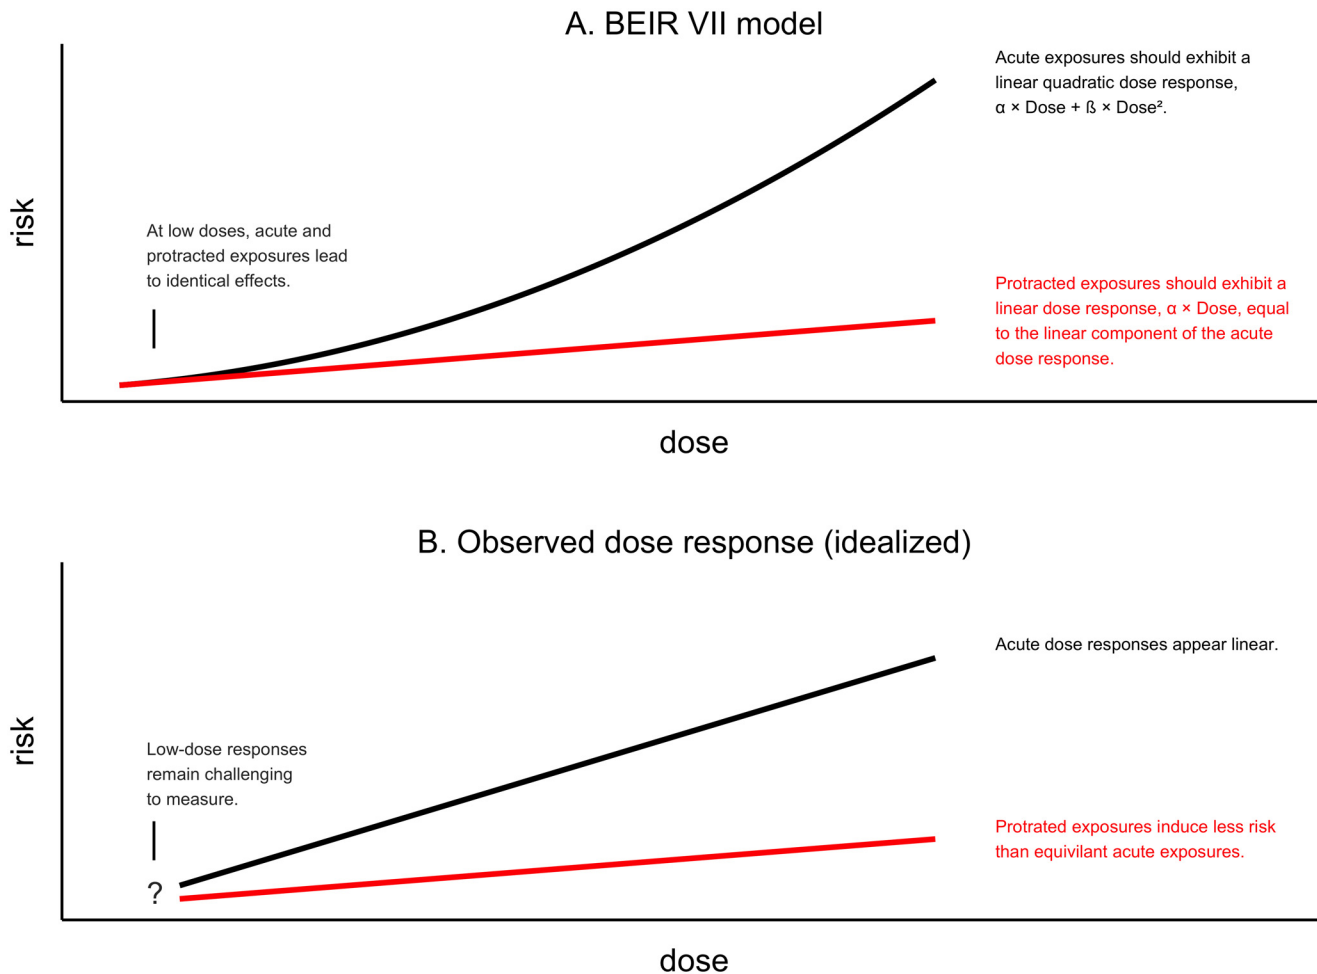 A. BEIR VII model
Acute exposures should exhibit a
linear quadratic dose response,
α × Dose + ß × Dose².
risk
At low doses, acute and
protracted exposures lead
to identical effects.
Protracted exposures should exhibit a
linear dose response, α × Dose, equal
to the linear component of the acute
dose response.
dose
B. Observed dose response (idealized)
Acute dose responses appear linear.
risk
Low-dose responses
remain challenging
to measure.
?
Protrated exposures induce less risk
than equivilant acute exposures.
dose